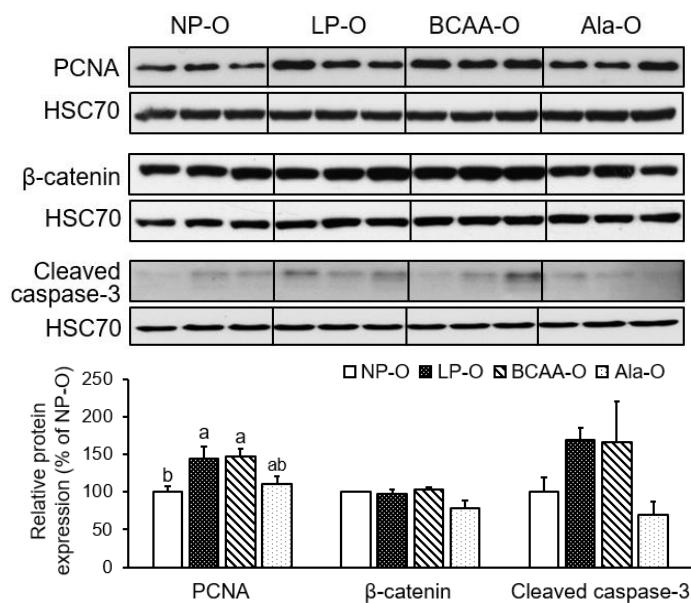 NP-O LP-O BCAA-O Ala-O
PCNA
HSC70
β-catenin
HSC70
Cleaved
caspase-3
HSC70
NP-O LP-O BCAA-O Ala-O
Relative protein
expression (% of NP-O)
250
200
150
100
50
0
b a a ab
PCNA β-catenin Cleaved caspase-3